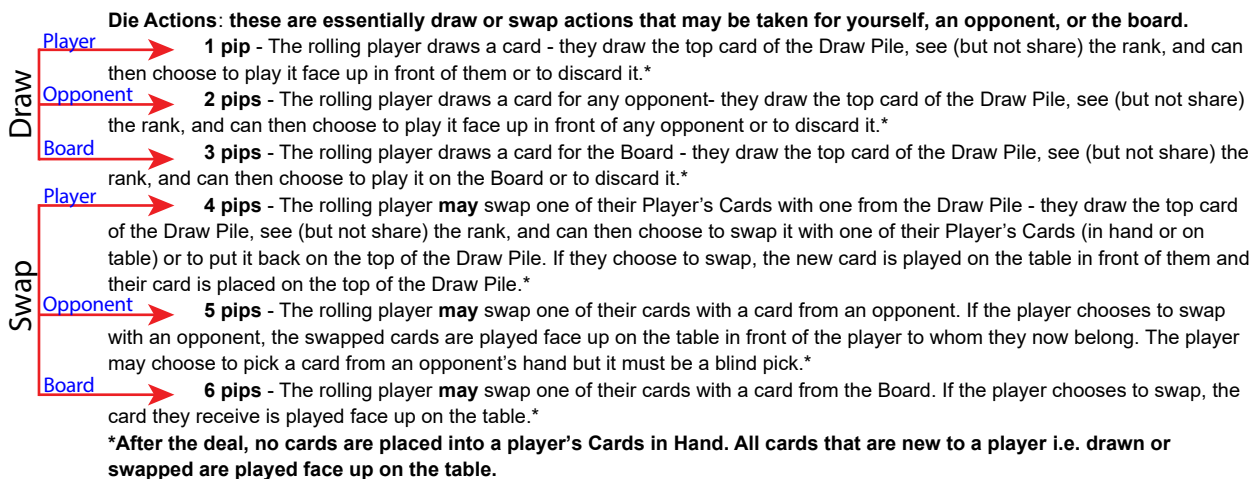 Die Actions: these are essentially draw or swap actions that may be taken for yourself, an opponent, or the board.
Draw
Player
1 pip - The rolling player draws a card - they draw the top card of the Draw Pile, see (but not share) the rank, and can
then choose to play it face up in front of them or to discard it.*
Opponent
2 pips - The rolling player draws a card for any opponent- they draw the top card of the Draw Pile, see (but not share)
the rank, and can then choose to play it face up in front of any opponent or to discard it.*
Board
3 pips - The rolling player draws a card for the Board - they draw the top card of the Draw Pile, see (but not share) the
rank, and can then choose to play it on the Board or to discard it.*
Swap
Player
4 pips - The rolling player may swap one of their Player's Cards with one from the Draw Pile - they draw the top card
of the Draw Pile, see (but not share) the rank, and can then choose to swap it with one of their Player's Cards (in hand or on
table) or to put it back on the top of the Draw Pile. If they choose to swap, the new card is played on the table in front of them and
their card is placed on the top of the Draw Pile.*
Opponent
5 pips - The rolling player may swap one of their cards with a card from an opponent. If the player chooses to swap
with an opponent, the swapped cards are played face up on the table in front of the player to whom they now belong. The player
may choose to pick a card from an opponent's hand but it must be a blind pick.*
Board
6 pips - The rolling player may swap one of their cards with a card from the Board. If the player chooses to swap, the
card they receive is played face up on the table.*
*After the deal, no cards are placed into a player's Cards in Hand. All cards that are new to a player i.e. drawn or
swapped are played face up on the table.